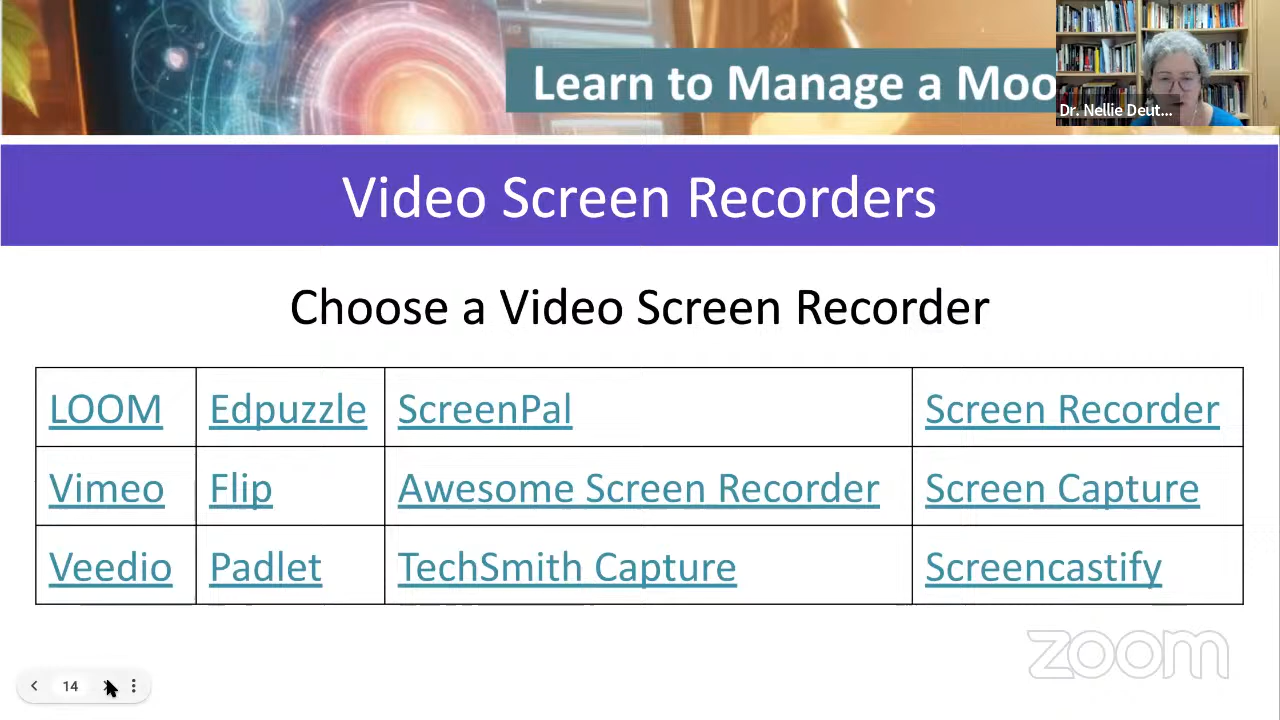 Learn to Manage a Moo
Dr. Nellie Deut...
Video Screen Recorders
Choose a Video Screen Recorder
LOOM Edpuzzle ScreenPal Screen Recorder
Vimeo Flip Awesome Screen Recorder Screen Capture
Veedio Padlet TechSmith Capture Screencastify
zoom
14